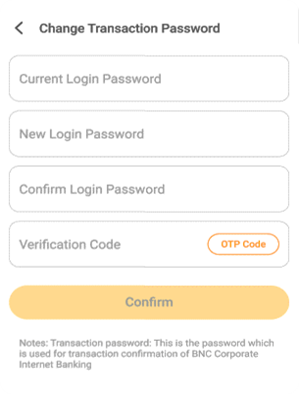 Change Transaction Password
Current Login Password
New Login Password
Confirm Login Password
Verification Code
OTP Code
Confirm
Notes: Transaction password: This is the password which
is used for transaction confirmation of BNC Corporate
Internet Banking